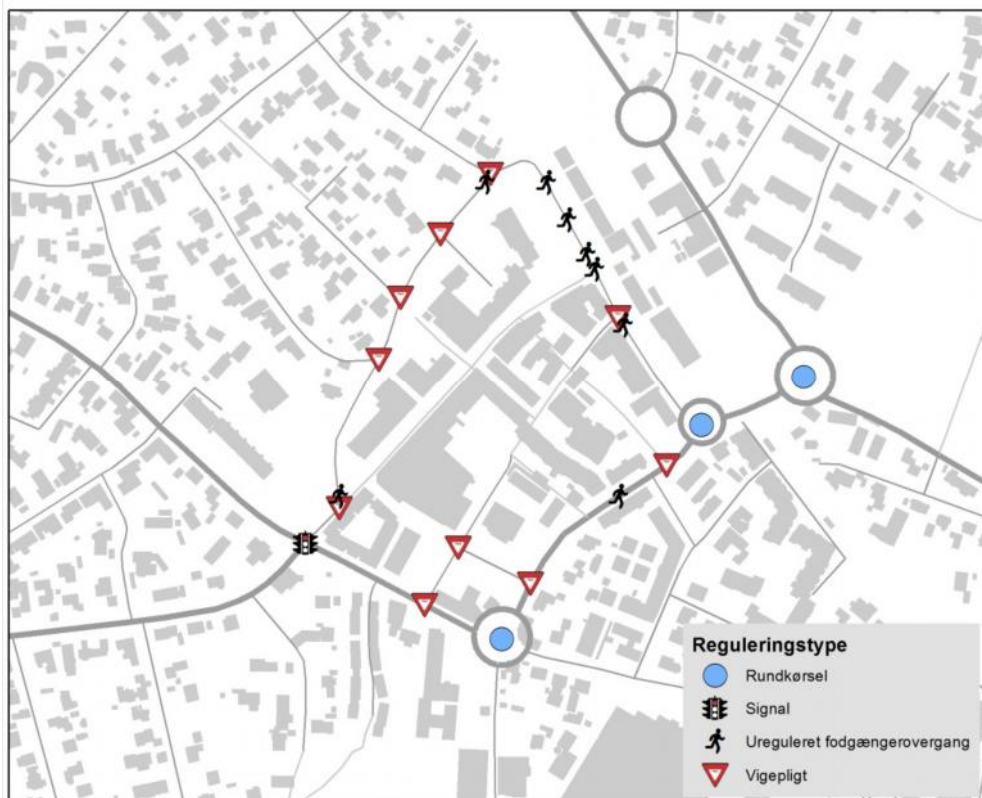 Reguleringstype
Rundkørsel
Signal
Ureguleret fodgængerovergang
Vigepligt